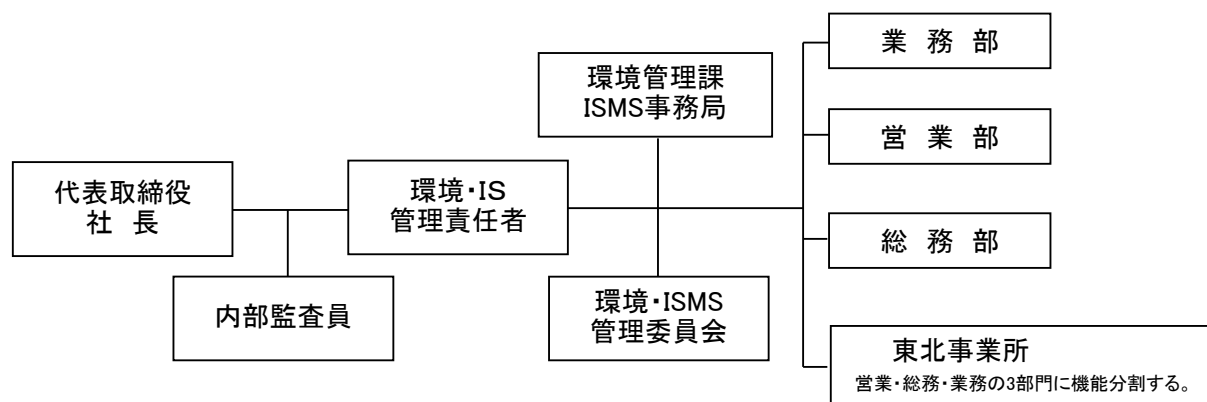 代表取締役
社　長
内部監査員
環境・IS
管理責任者
環境管理課
ISMS事務局
環境・ISMS
管理委員会
業　務　部
営　業　部
総　務　部
東北事業所
営業・総務・業務の3部門に機能分割する。